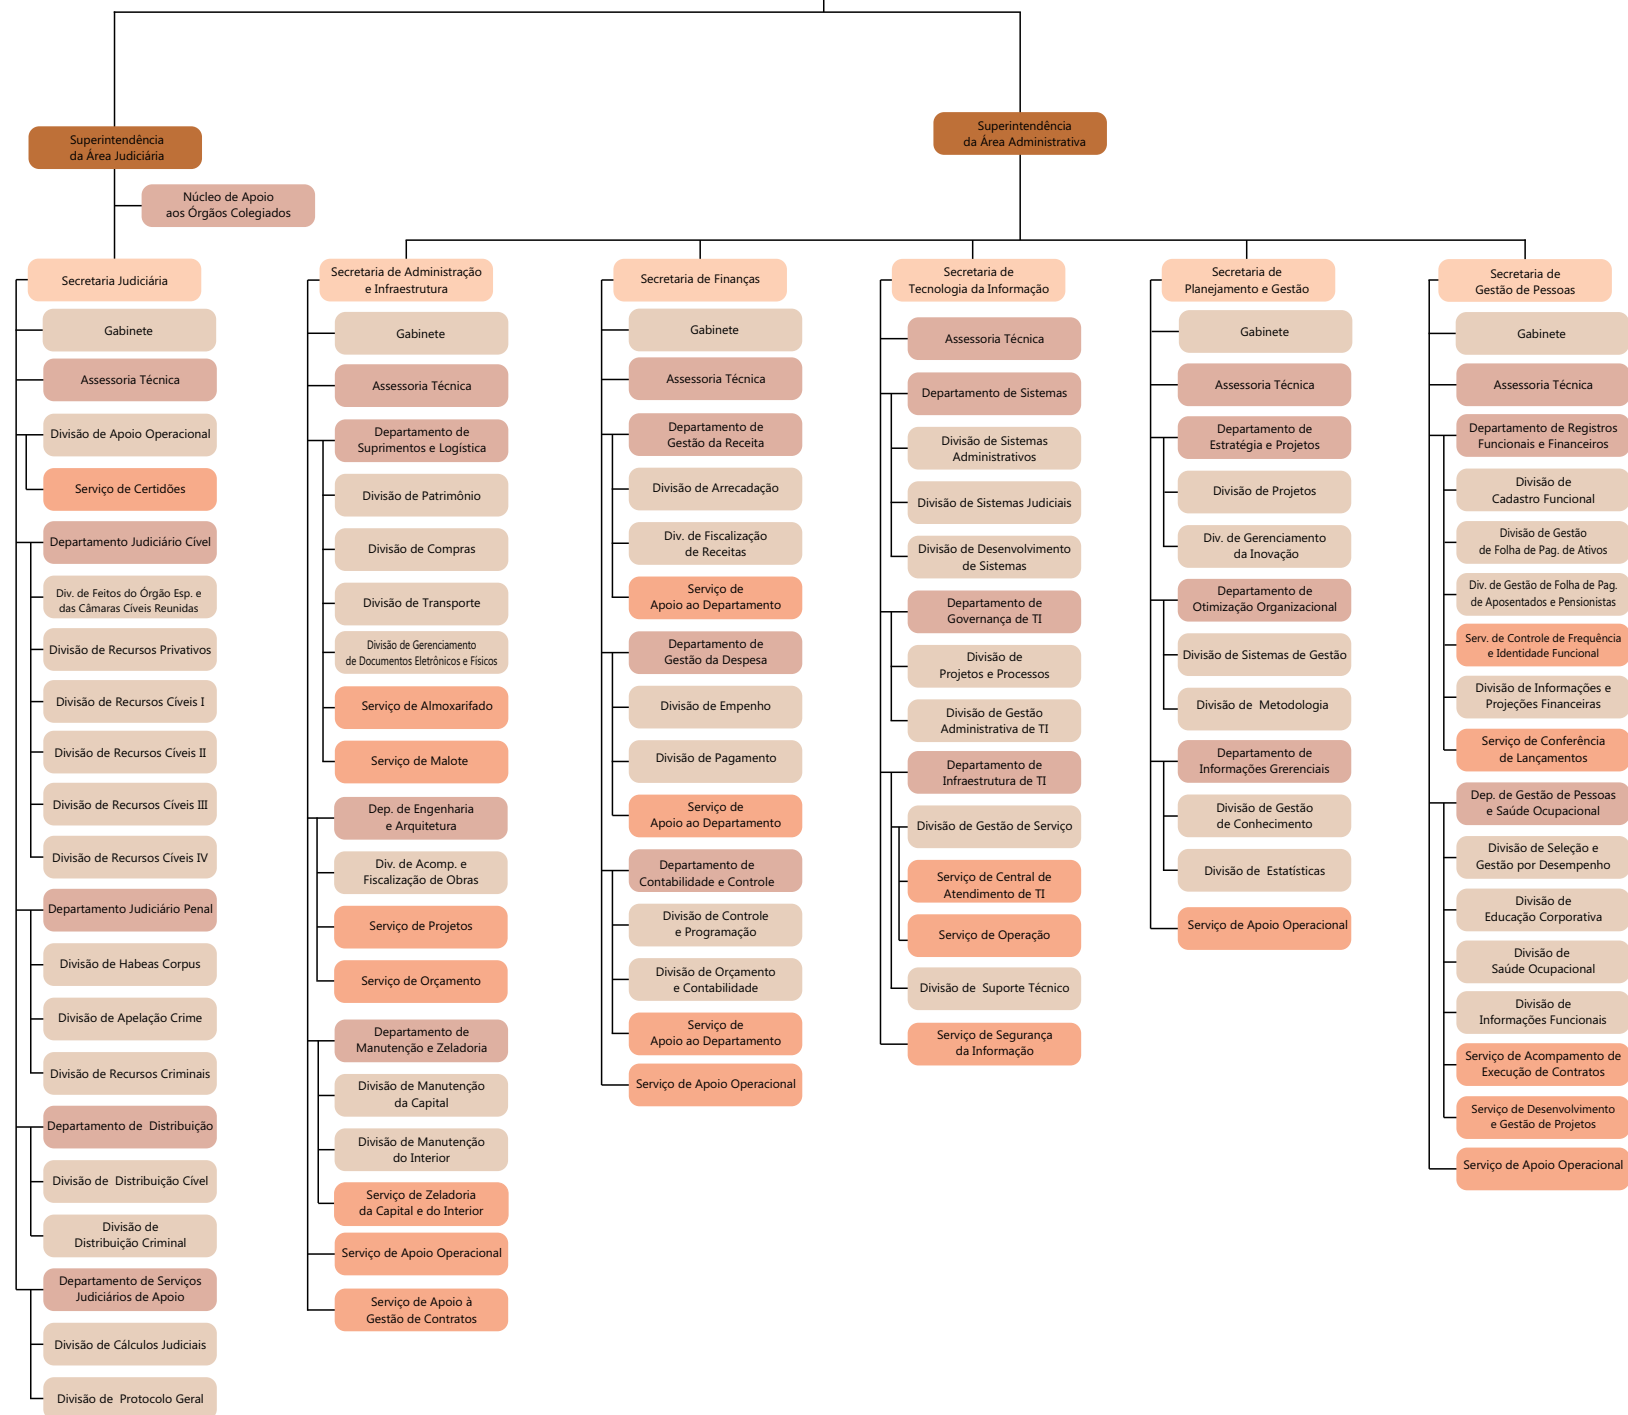 Superintendência
da Área Judiciária
Superintendência
da Área Administrativa
Núcleo de Apoio
aos Órgãos Colegiados
Secretaria Judiciária
Gabinete
Assessoria Técnica
Divisão de Apoio Operacional
Serviço de Certidões
Departamento Judiciário Cível
Div. de Feitos do Órgão Esp. e
das Câmaras Cíveis Reunidas
Divisão de Recursos Privativos
Divisão de Recursos Cíveis I
Divisão de Recursos Cíveis II
Divisão de Recursos Cíveis III
Divisão de Recursos Cíveis IV
Departamento Judiciário Penal
Divisão de Habeas Corpus
Divisão de Apelação Crime
Divisão de Recursos Criminais
Departamento de Distribuição
Divisão de Distribuição Cível
Divisão de
Distribuição Criminal
Departamento de Serviços
Judiciários de Apoio
Divisão de Cálculos Judiciais
Divisão de Protocolo Geral
Secretaria de Administração
e Infraestrutura
Gabinete
Assessoria Técnica
Departamento de
Suprimentos e Logística
Divisão de Patrimônio
Divisão de Compras
Divisão de Transporte
Divisão de Gerenciamento
de Documentos Eletrônicos e Físicos
Serviço de Almoxarifado
Serviço de Malote
Dep. de Engenharia
e Arquitetura
Div. de Acomp. e
Fiscalização de Obras
Serviço de Projetos
Serviço de Orçamento
Departamento de
Manutenção e Zeladoria
Divisão de Manutenção
da Capital
Divisão de Manutenção
do Interior
Serviço de Zeladoria
da Capital e do Interior
Serviço de Apoio Operacional
Serviço de Apoio à
Gestão de Contratos
Secretaria de Finanças
Gabinete
Assessoria Técnica
Departamento de
Gestão da Receita
Divisão de Arrecadação
Div. de Fiscalização
de Receitas
Serviço de
Apoio ao Departamento
Departamento de
Gestão da Despesa
Divisão de Empenho
Divisão de Pagamento
Serviço de
Apoio ao Departamento
Departamento de
Contabilidade e Controle
Divisão de Controle
e Programação
Divisão de Orçamento
e Contabilidade
Serviço de
Apoio ao Departamento
Serviço de Apoio Operacional
Secretaria de
Tecnologia da Informação
Assessoria Técnica
Departamento de Sistemas
Divisão de Sistemas
Administrativos
Divisão de Sistemas Judiciais
Divisão de Desenvolvimento
de Sistemas
Departamento de
Governança de TI
Divisão de
Projetos e Processos
Divisão de Gestão
Administrativa de TI
Departamento de
Infraestrutura de TI
Divisão de Gestão de Serviço
Serviço de Central de
Atendimento de TI
Serviço de Operação
Divisão de Suporte Técnico
Serviço de Segurança
da Informação
Secretaria de
Planejamento e Gestão
Gabinete
Assessoria Técnica
Departamento de
Estratégia e Projetos
Divisão de Projetos
Div. de Gerenciamento
da Inovação
Departamento de
Otimização Organizacional
Divisão de Sistemas de Gestão
Divisão de Metodologia
Departamento de
Informações Grerenciais
Divisão de Gestão
de Conhecimento
Divisão de Estatísticas
Serviço de Apoio Operacional
Secretaria de
Gestão de Pessoas
Gabinete
Assessoria Técnica
Departamento de Registros
Funcionais e Financeiros
Divisão de
Cadastro Funcional
Divisão de Gestão
de Folha de Pag. de Ativos
Div. de Gestão de Folha de Pag.
de Aposentados e Pensionistas
Serv. de Controle de Frequência
e Identidade Funcional
Divisão de Informações e
Projeções Financeiras
Serviço de Conferência
de Lançamentos
Dep. de Gestão de Pessoas
e Saúde Ocupacional
Divisão de Seleção e
Gestão por Desempenho
Divisão de
Educação Corporativa
Divisão de
Saúde Ocupacional
Divisão de
Informações Funcionais
Serviço de Acompamento de
Execução de Contratos
Serviço de Desenvolvimento
e Gestão de Projetos
Serviço de Apoio Operacional